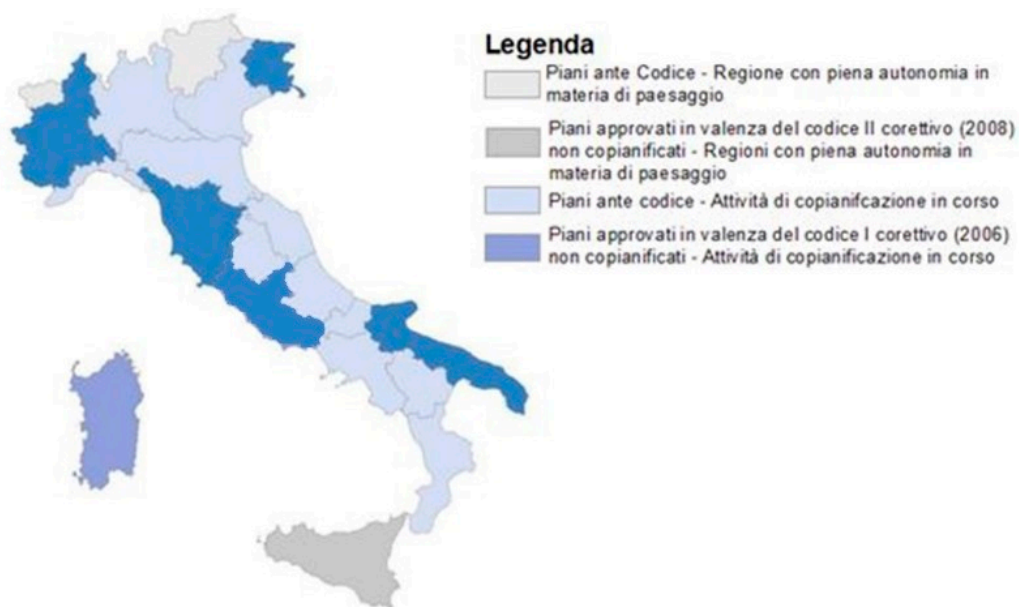 Legenda
Piani ante Codice - Regione con piena autonomia in
materia di paesaggio
Piani approvati in valenza del codice II corettivo (2008)
non copianificati - Regioni con piena autonomia in
materia di paesaggio
Piani ante codice - Attività di copianifcazione in corso
Piani approvati in valenza del codice I corettivo (2006)
non copianificati - Attività di copianificazione in corso